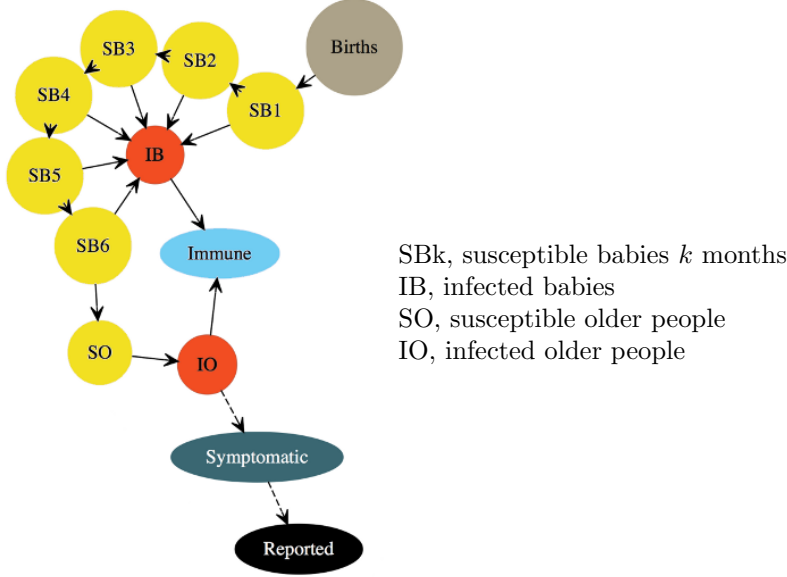 Births
SB3
SB2
SB4
SB1
IB
SB5
SB6
Immune
SBk, susceptible babies k months
IB, infected babies
SO, susceptible older people
IO, infected older people
SO
IO
Symptomatic
Reported